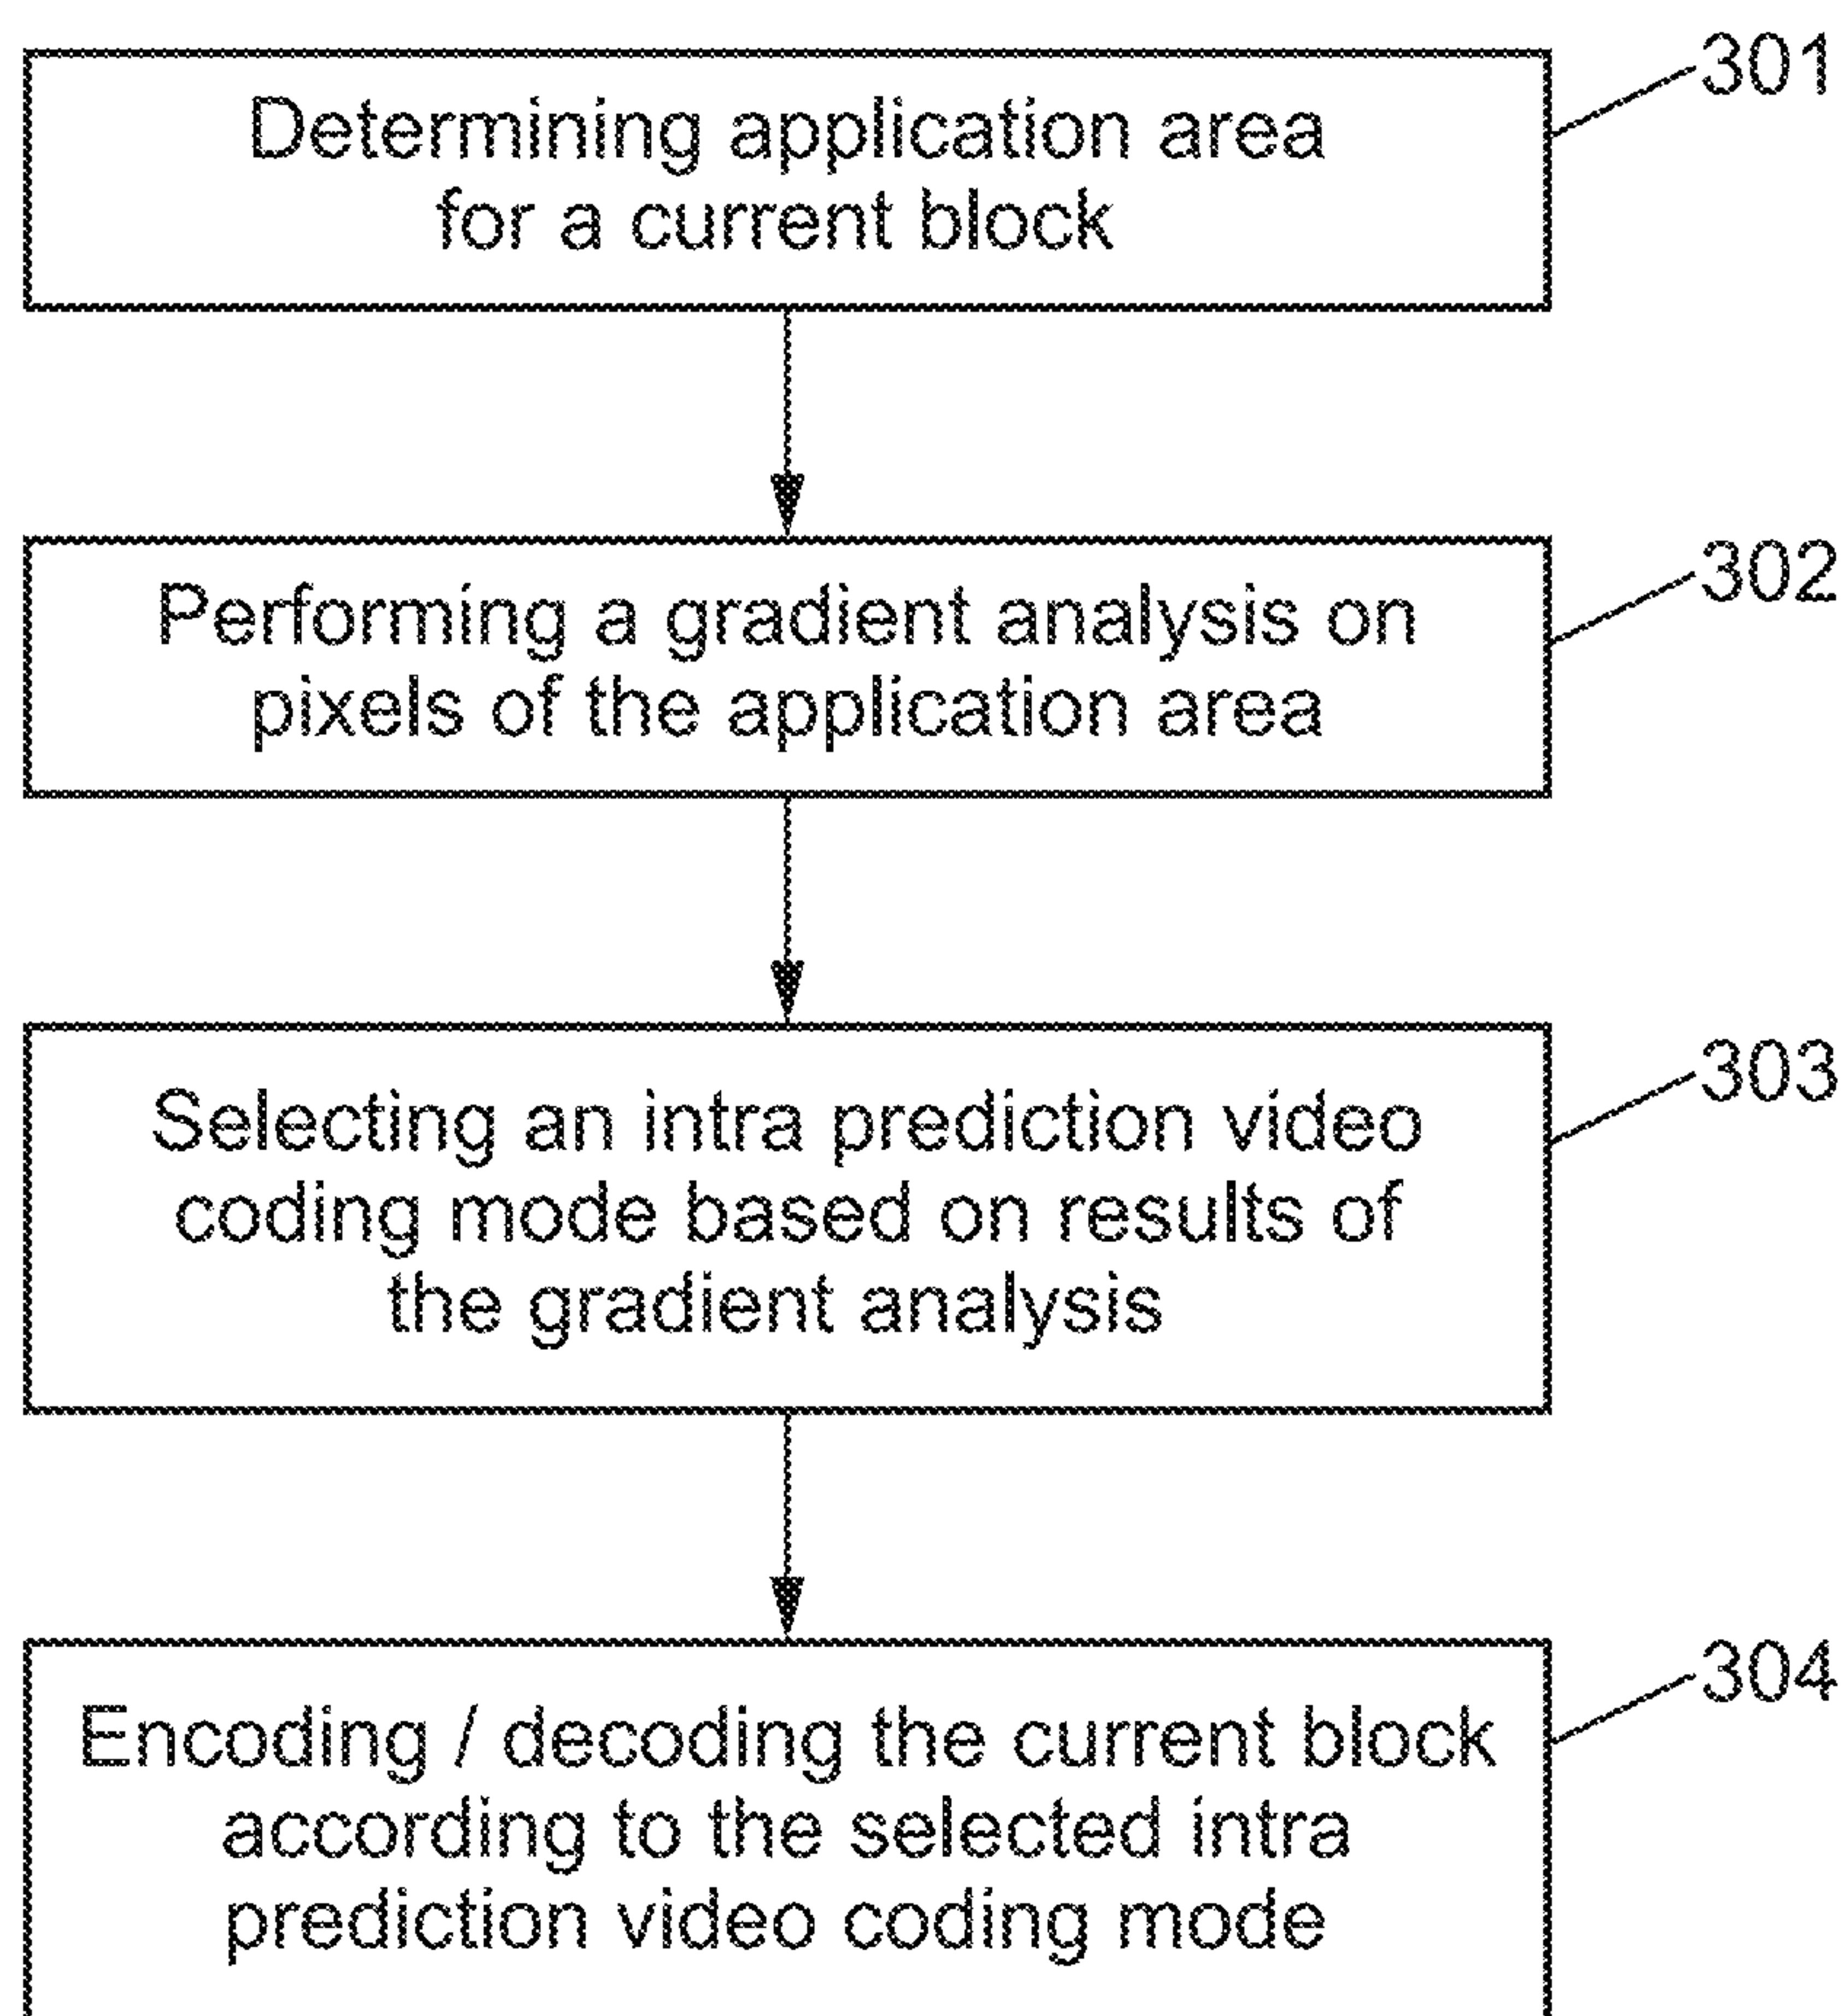 301
Determining application area
for a current block
302
Performing a gradient analysis on
pixels of the application area
303
Selecting an intra prediction video
coding mode based on results of
the gradient analysis
304
Encoding / decoding the current block
according to the selected intra
prediction video coding mode